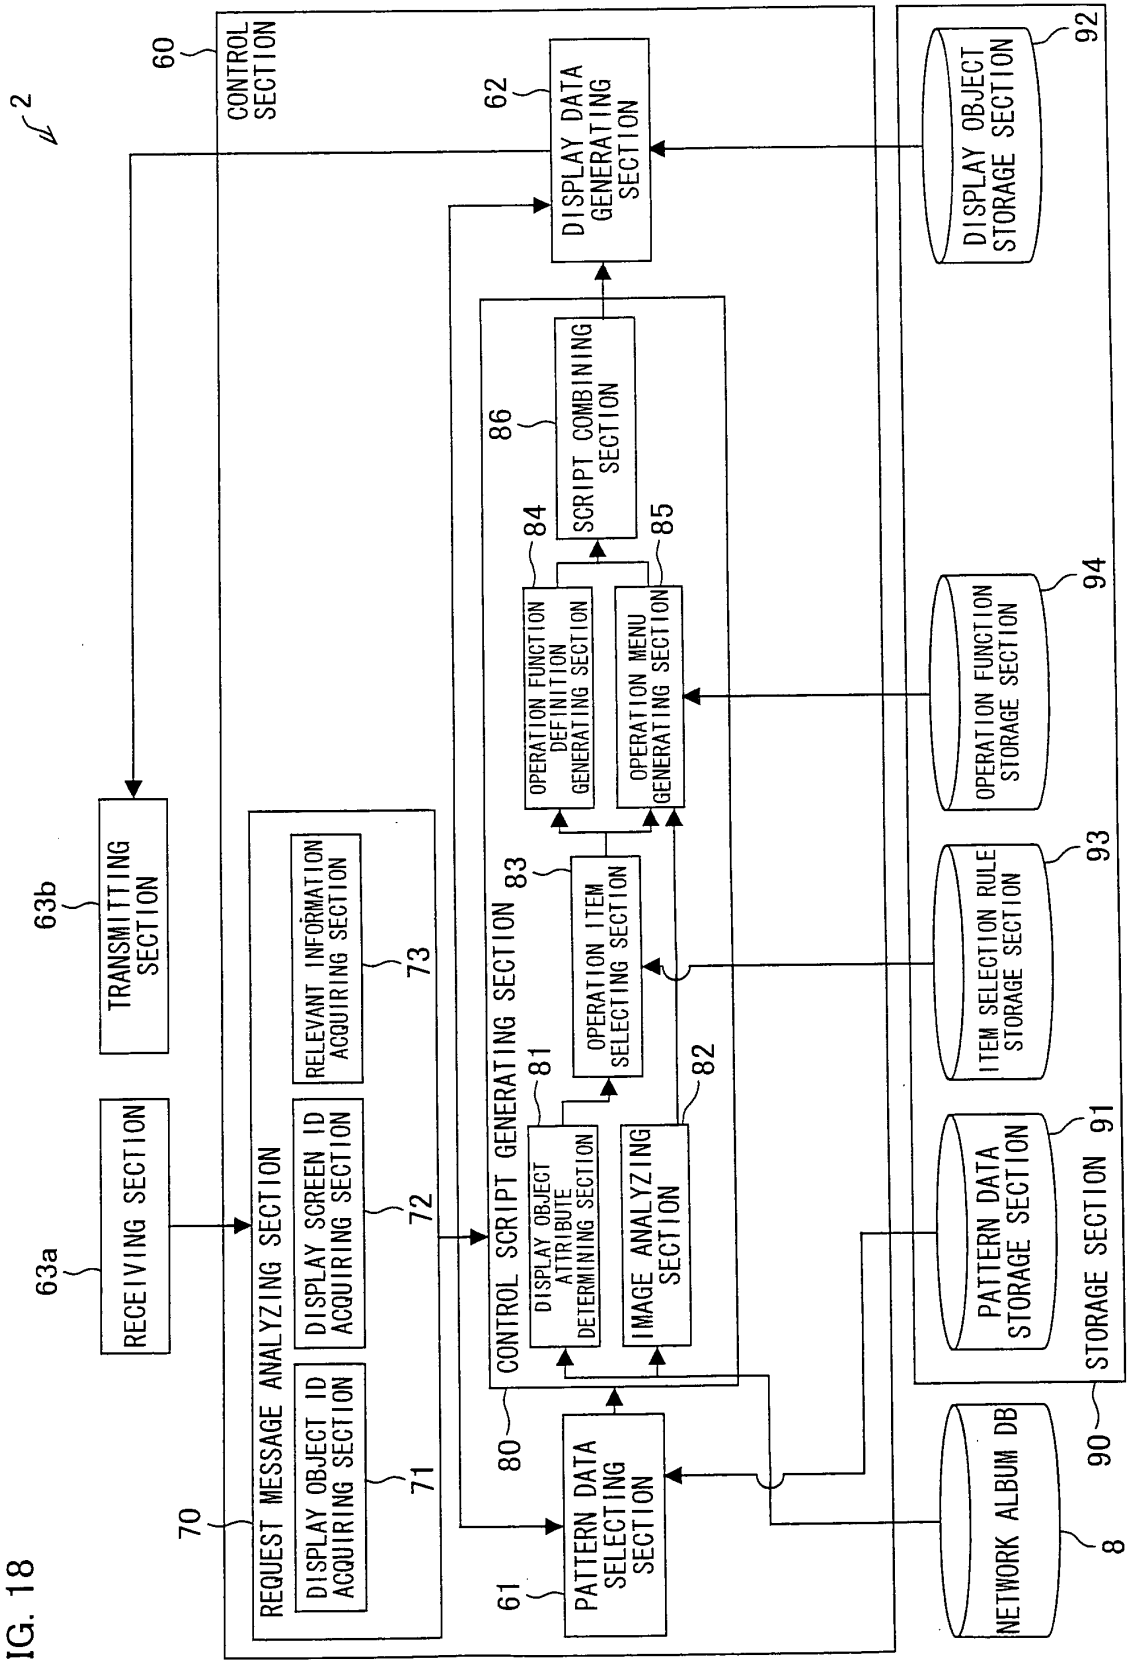 IG. 18
2
63a
RECEIVING SECTION
63b
TRANSMITTING
SECTION
60
CONTROL
SECTION
70
REQUEST MESSAGE ANALYZING SECTION
DISPLAY OBJECT ID
ACQUIRING SECTION
71
DISPLAY SCREEN ID
ACQUIRING SECTION
72
RELEVANT INFORMATION
ACQUIRING SECTION
73
61
PATTERN DATA
SELECTING
SECTION
80
CONTROL SCRIPT GENERATING SECTION
DISPLAY OBJECT
ATTRIBUTE
DETERMINING SECTION
81
IMAGE ANALYZING
SECTION
82
OPERATION ITEM
SELECTING SECTION
83
OPERATION FUNCTION
DEFINITION
GENERATING SECTION
84
OPERATION MENU
GENERATING SECTION
85
86
SCRIPT COMBINING
SECTION
62
DISPLAY DATA
GENERATING
SECTION
NETWORK ALBUM DB
8
90
STORAGE SECTION
PATTERN DATA
STORAGE SECTION
91
ITEM SELECTION RULE
STORAGE SECTION
93
OPERATION FUNCTION
STORAGE SECTION
94
DISPLAY OBJECT
STORAGE SECTION
92